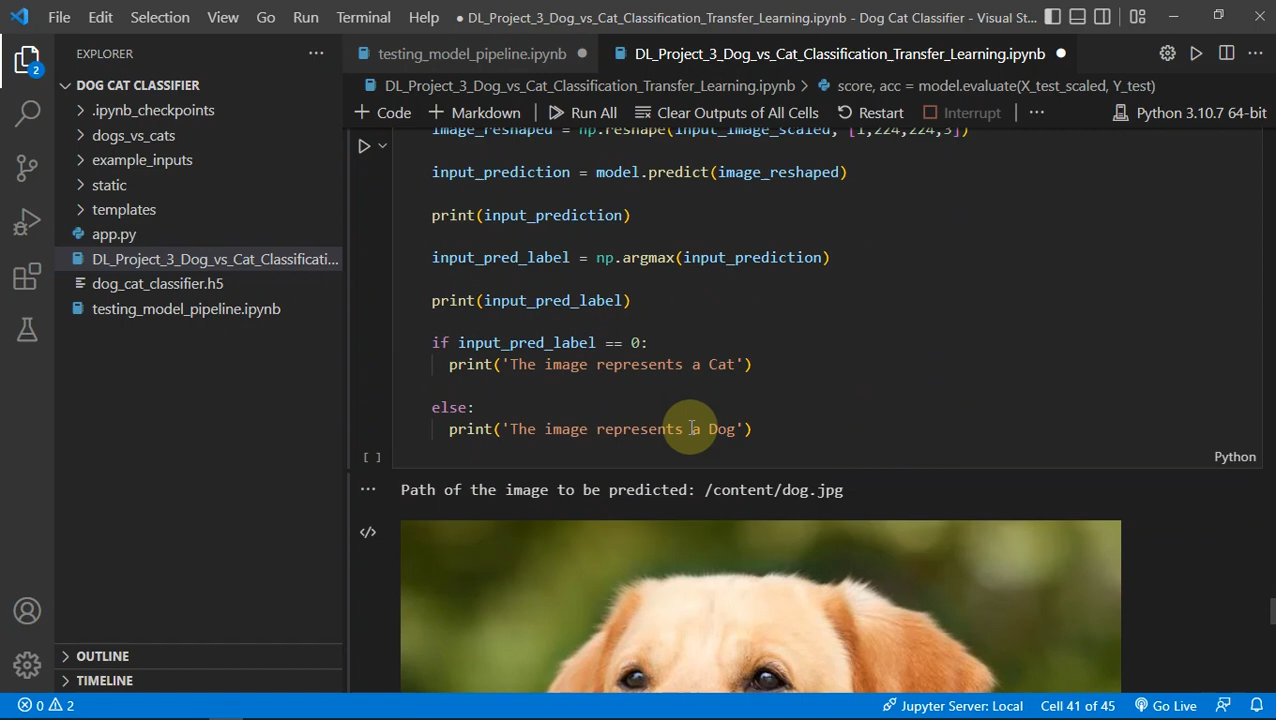 File Edit Selection View Go Run Terminal Help ● DL_Project_3_Dog_vs_Cat_Classification_Transfer_Learning.ipynb - Dog Cat Classifier - Visual St...
EXPLORER ...
testing_model_pipeline.ipynb ● DL_Project_3_Dog_vs_Cat_Classification_Transfer_Learning.ipynb ●
DOG CAT CLASSIFIER
DL_Project_3_Dog_vs_Cat_Classification_Transfer_Learning.ipynb > score, acc = model.evaluate(X_test_scaled, Y_test)
+ Code + Markdown Run All Clear Outputs of All Cells Restart Interrupt ... Python 3.10.7 64-bit
.ipynb_checkpoints
dogs_vs_cats
example_inputs
static
templates
app.py
DL_Project_3_Dog_vs_Cat_Classificati...
dog_cat_classifier.h5
testing_model_pipeline.ipynb
2
image_reshaped = np.reshape(input_image_scaled, [1,224,224,3])
input_prediction = model.predict(image_reshaped)
print(input_prediction)
input_pred_label = np.argmax(input_prediction)
print(input_pred_label)
if input_pred_label == 0:
print('The image represents a Cat')
else:
print('The image represents a Dog')
[ ] Python
... Path of the image to be predicted: /content/dog.jpg
OUTLINE
TIMELINE
0 2 Jupyter Server: Local Cell 41 of 45 Go Live